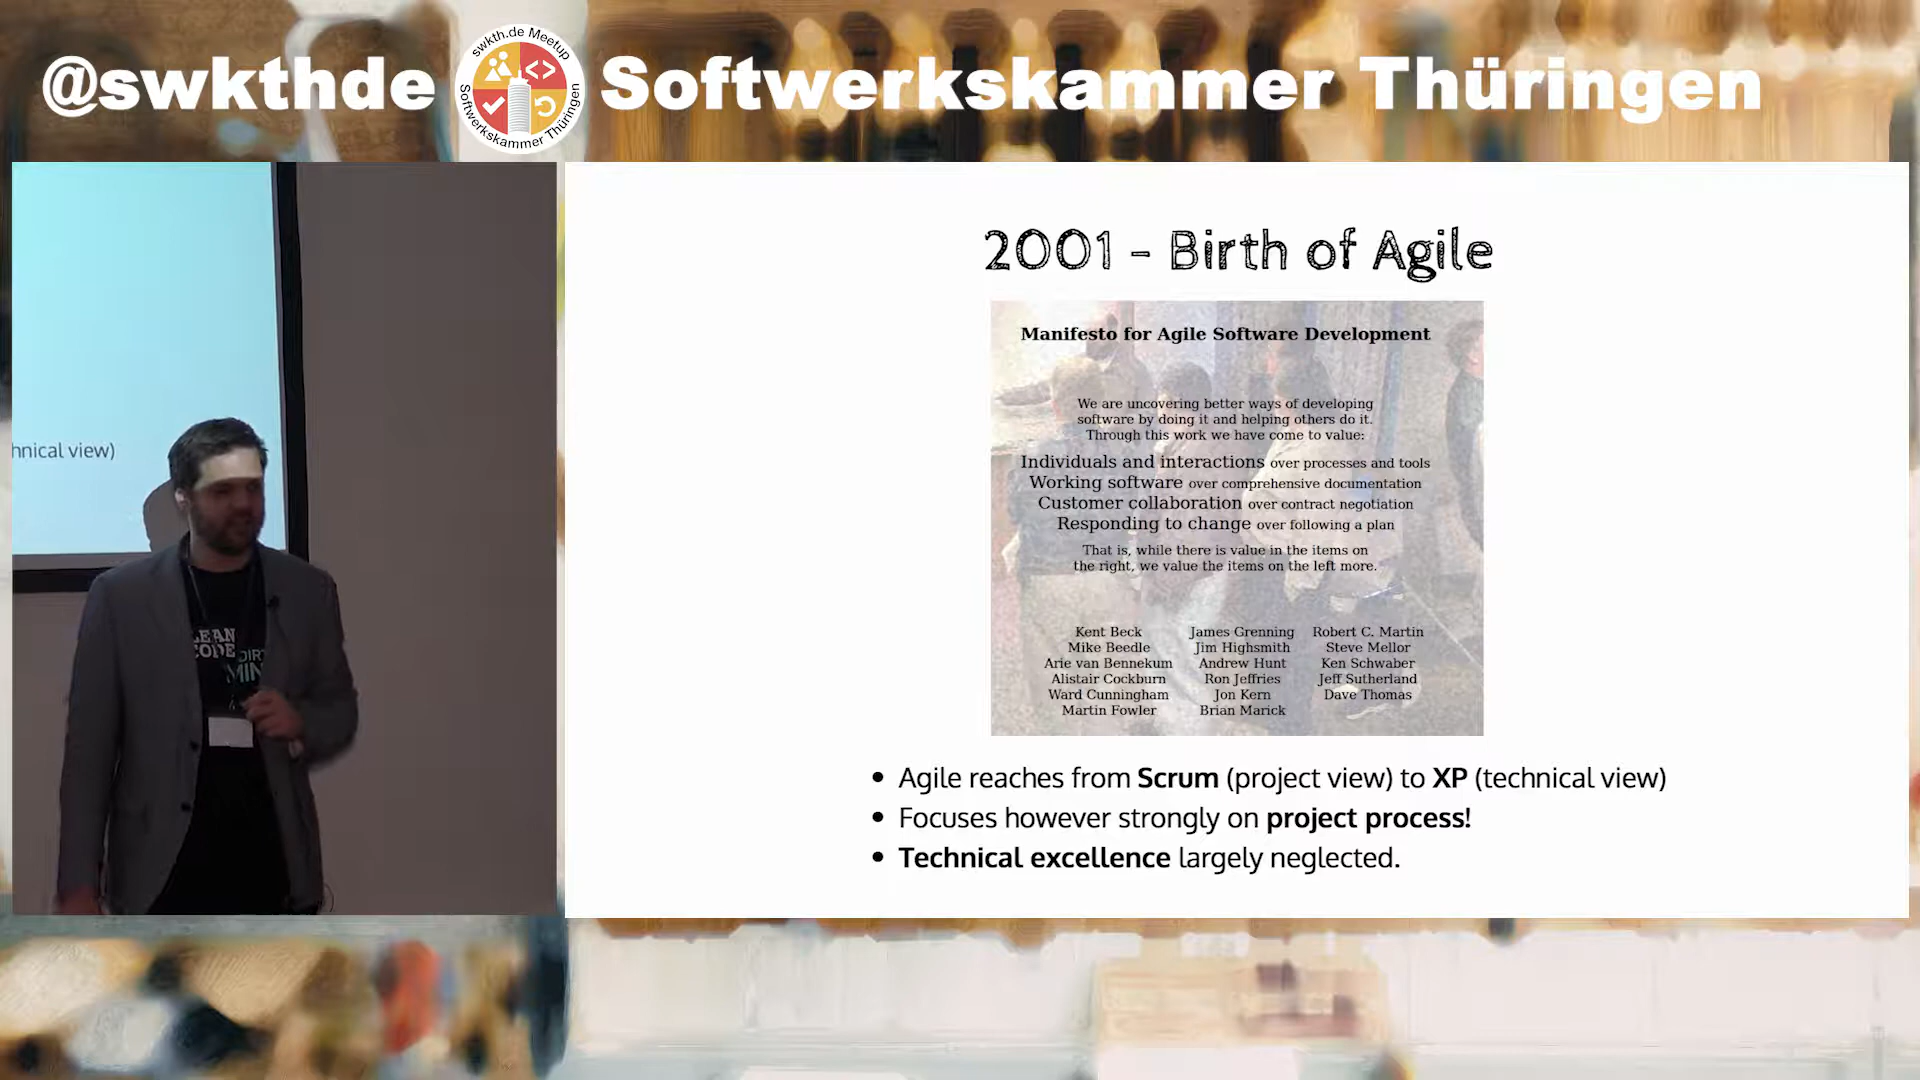 @swkthde
swkth.de Meetup
Softwerkskammer Thüringen
Softwerkskammer Thüringen
hnical view)
LEAN
CODE
DIR
MIN
2001 - Birth of Agile
Manifesto for Agile Software Development
We are uncovering better ways of developing
software by doing it and helping others do it.
Through this work we have come to value:
Individuals and interactions over processes and tools
Working software over comprehensive documentation
Customer collaboration over contract negotiation
Responding to change over following a plan
That is, while there is value in the items on
the right, we value the items on the left more.
Kent Beck
Mike Beedle
Arie van Bennekum
Alistair Cockburn
Ward Cunningham
Martin Fowler
James Grenning
Jim Highsmith
Andrew Hunt
Ron Jeffries
Jon Kern
Brian Marick
Robert C. Martin
Steve Mellor
Ken Schwaber
Jeff Sutherland
Dave Thomas
• Agile reaches from Scrum (project view) to XP (technical view)
• Focuses however strongly on project process!
• Technical excellence largely neglected.